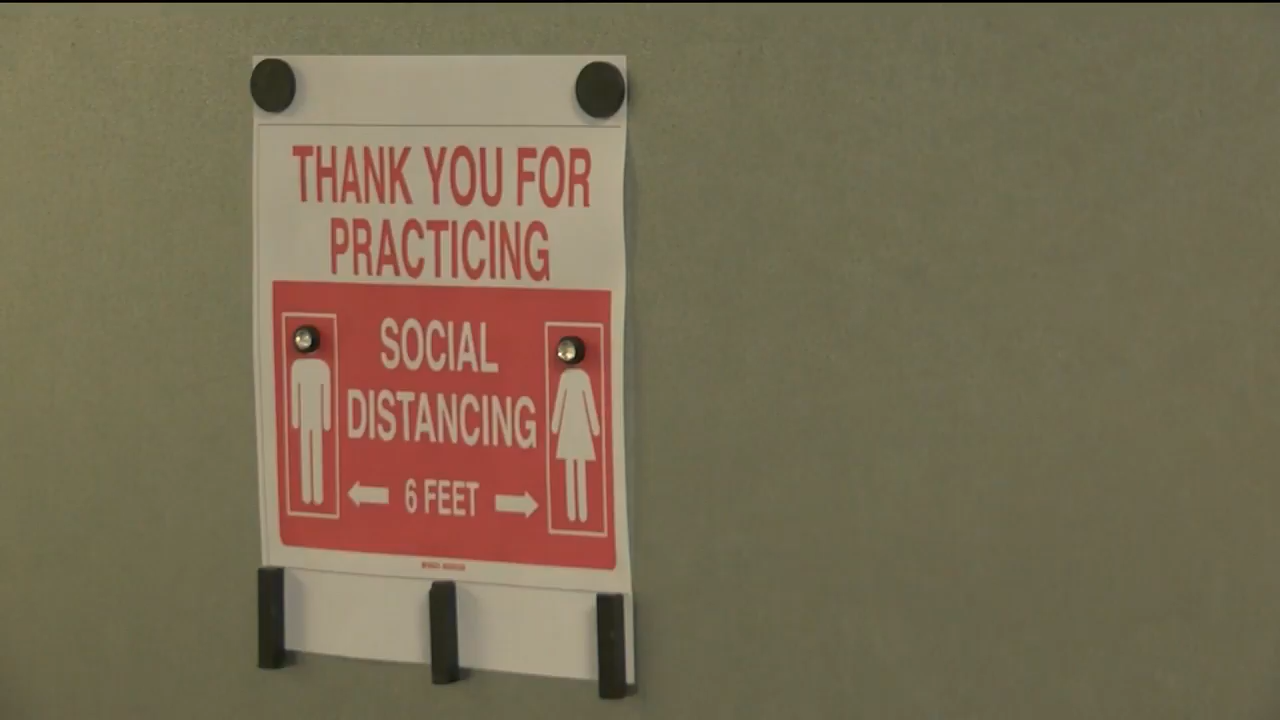 THANK YOU FOR
PRACTICING
SOCIAL
DISTANCING
6 FEET